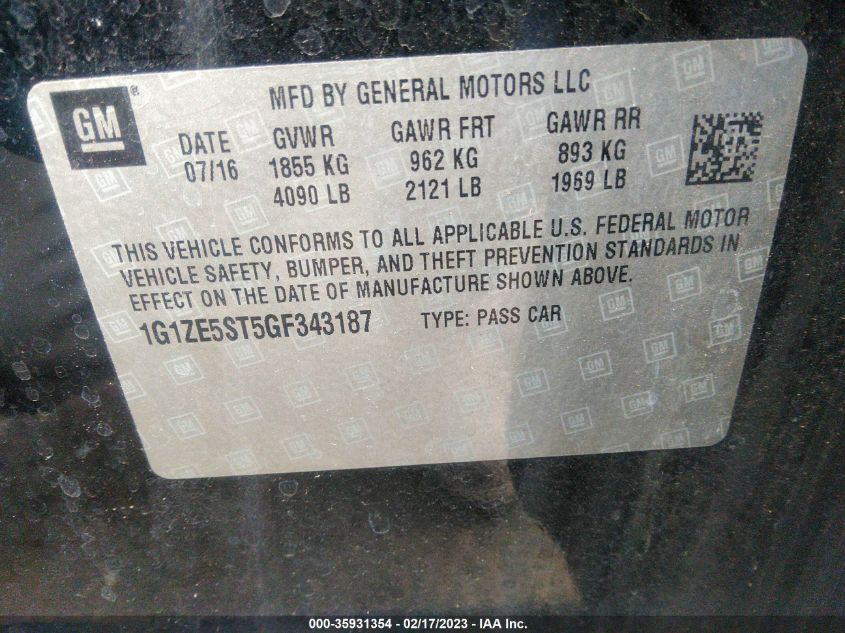 GM
MFD BY GENERAL MOTORS LLC
DATE GVWR GAWR FRT GAWR RR
07/16 1855 KG 962 KG 893 KG
4090 LB 2121 LB 1969 LB
THIS VEHICLE CONFORMS TO ALL APPLICABLE U.S. FEDERAL MOTOR
VEHICLE SAFETY, BUMPER, AND THEFT PREVENTION STANDARDS IN
EFFECT ON THE DATE OF MANUFACTURE SHOWN ABOVE.
1G1ZE5ST5GF343187 TYPE: PASS CAR
000-35931354 - 02/17/2023 - IAA Inc.